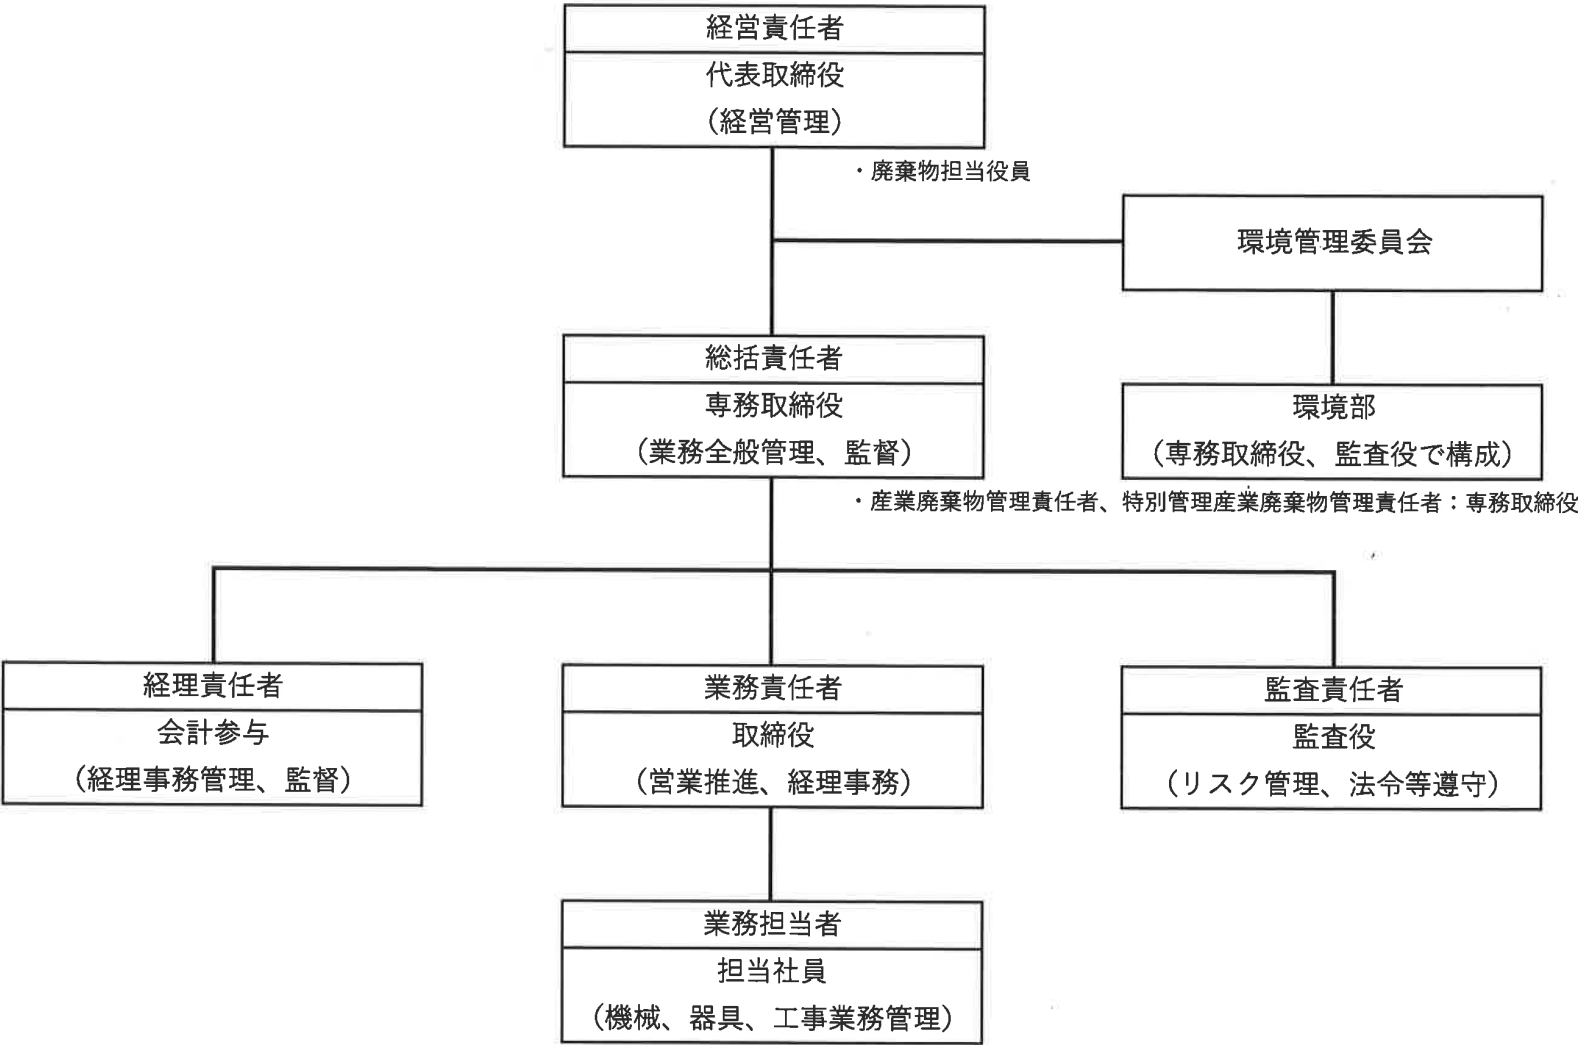 経営責任者
代表取締役
(経営管理)
・廃棄物担当役員
環境管理委員会
総括責任者
専務取締役
(業務全般管理、監督)
環境部
(専務取締役、監査役で構成)
・産業廃棄物管理責任者、特別管理産業廃棄物管理責任者：専務取締役
経理責任者
会計参与
(経理事務管理、監督)
業務責任者
取締役
(営業推進、経理事務)
監査責任者
監査役
(リスク管理、法令等遵守)
業務担当者
担当社員
(機械、器具、工事業務管理)